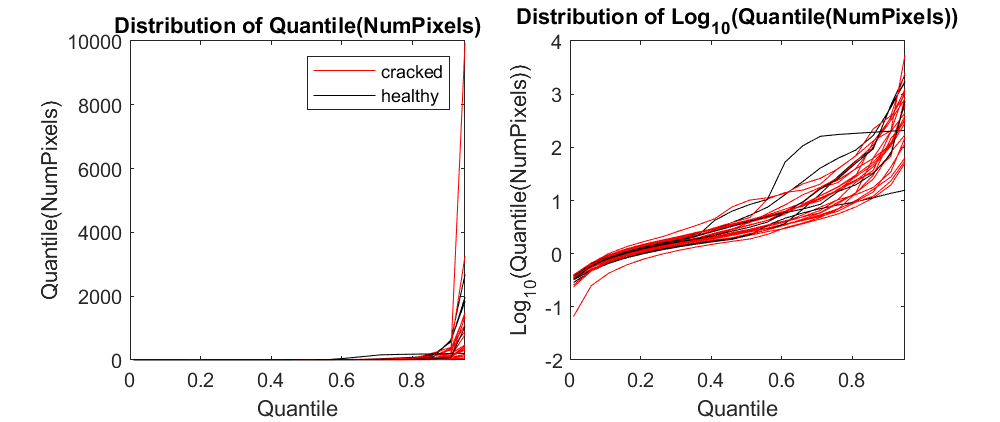 Distribution of Quantile(NumPixels)
Quantile(NumPixels)
10000
8000
6000
4000
2000
0
cracked
healthy
0
0.2
0.4
0.6
0.8
Quantile
Distribution of Log10(Quantile(NumPixels))
Log10(Quantile(NumPixels))
4
3
2
1
0
-1
-2
0
0.2
0.4
0.6
0.8
Quantile